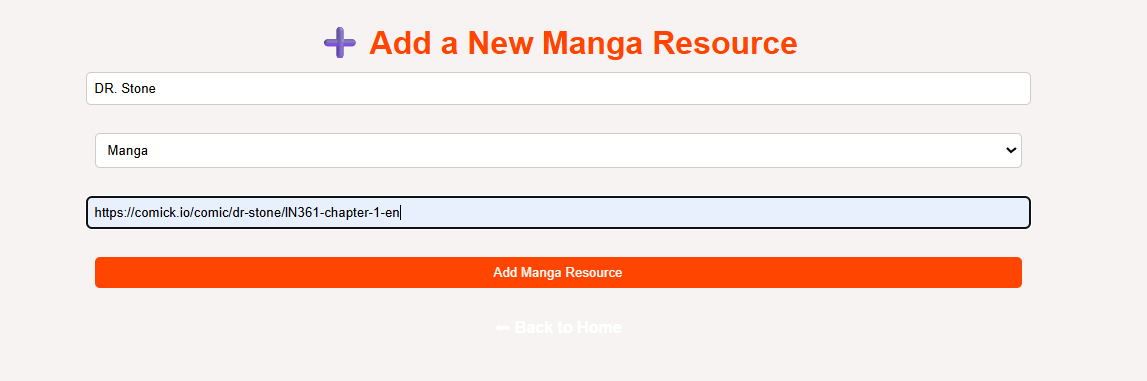 ➕ Add a New Manga Resource
DR. Stone
Manga
https://comick.io/comic/dr-stone/IN361-chapter-1-en
Add Manga Resource
⬅ Back to Home